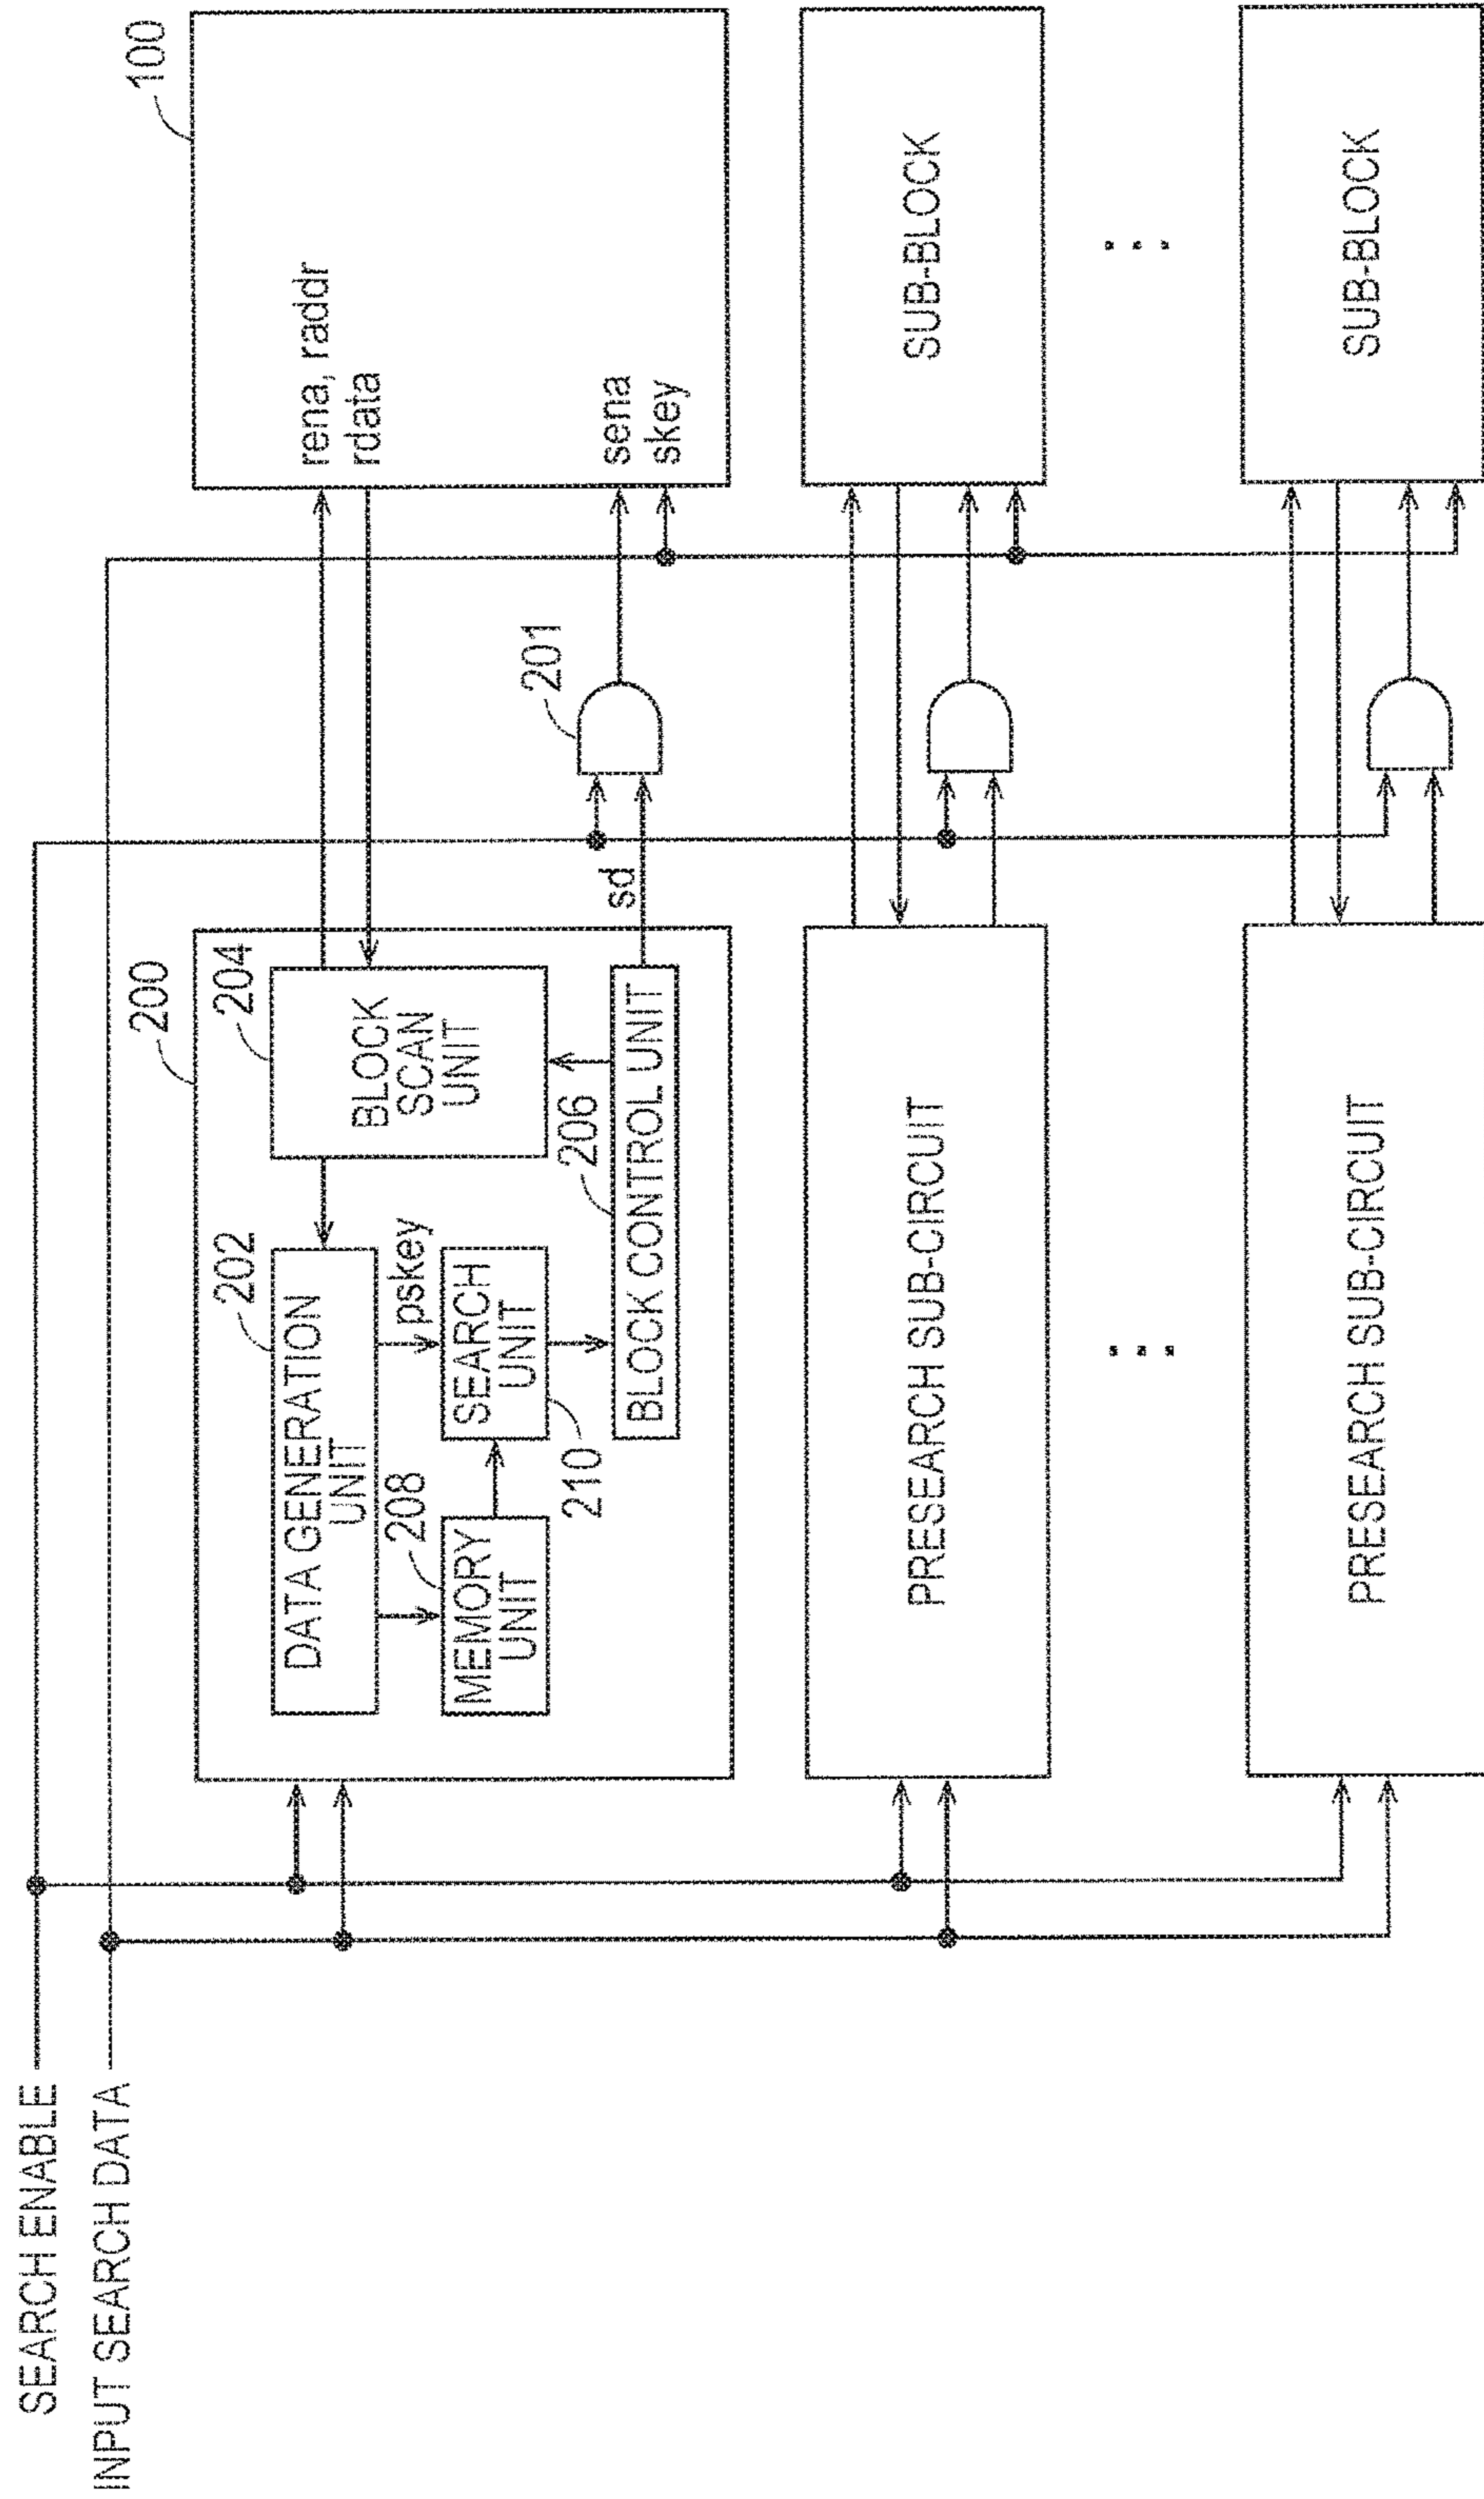 SEARCH ENABLE
INPUT SEARCH DATA
200
202
DATA GENERATION
UNIT
208
MEMORY
UNIT
pskey
SEARCH
UNIT
210
204
BLOCK
SCAN
UNIT
206
BLOCK CONTROL UNIT
sd
201
100
rena, raddr
rdata
sena
skey
PRESEARCH SUB-CIRCUIT
SUB-BLOCK
...
...
PRESEARCH SUB-CIRCUIT
SUB-BLOCK